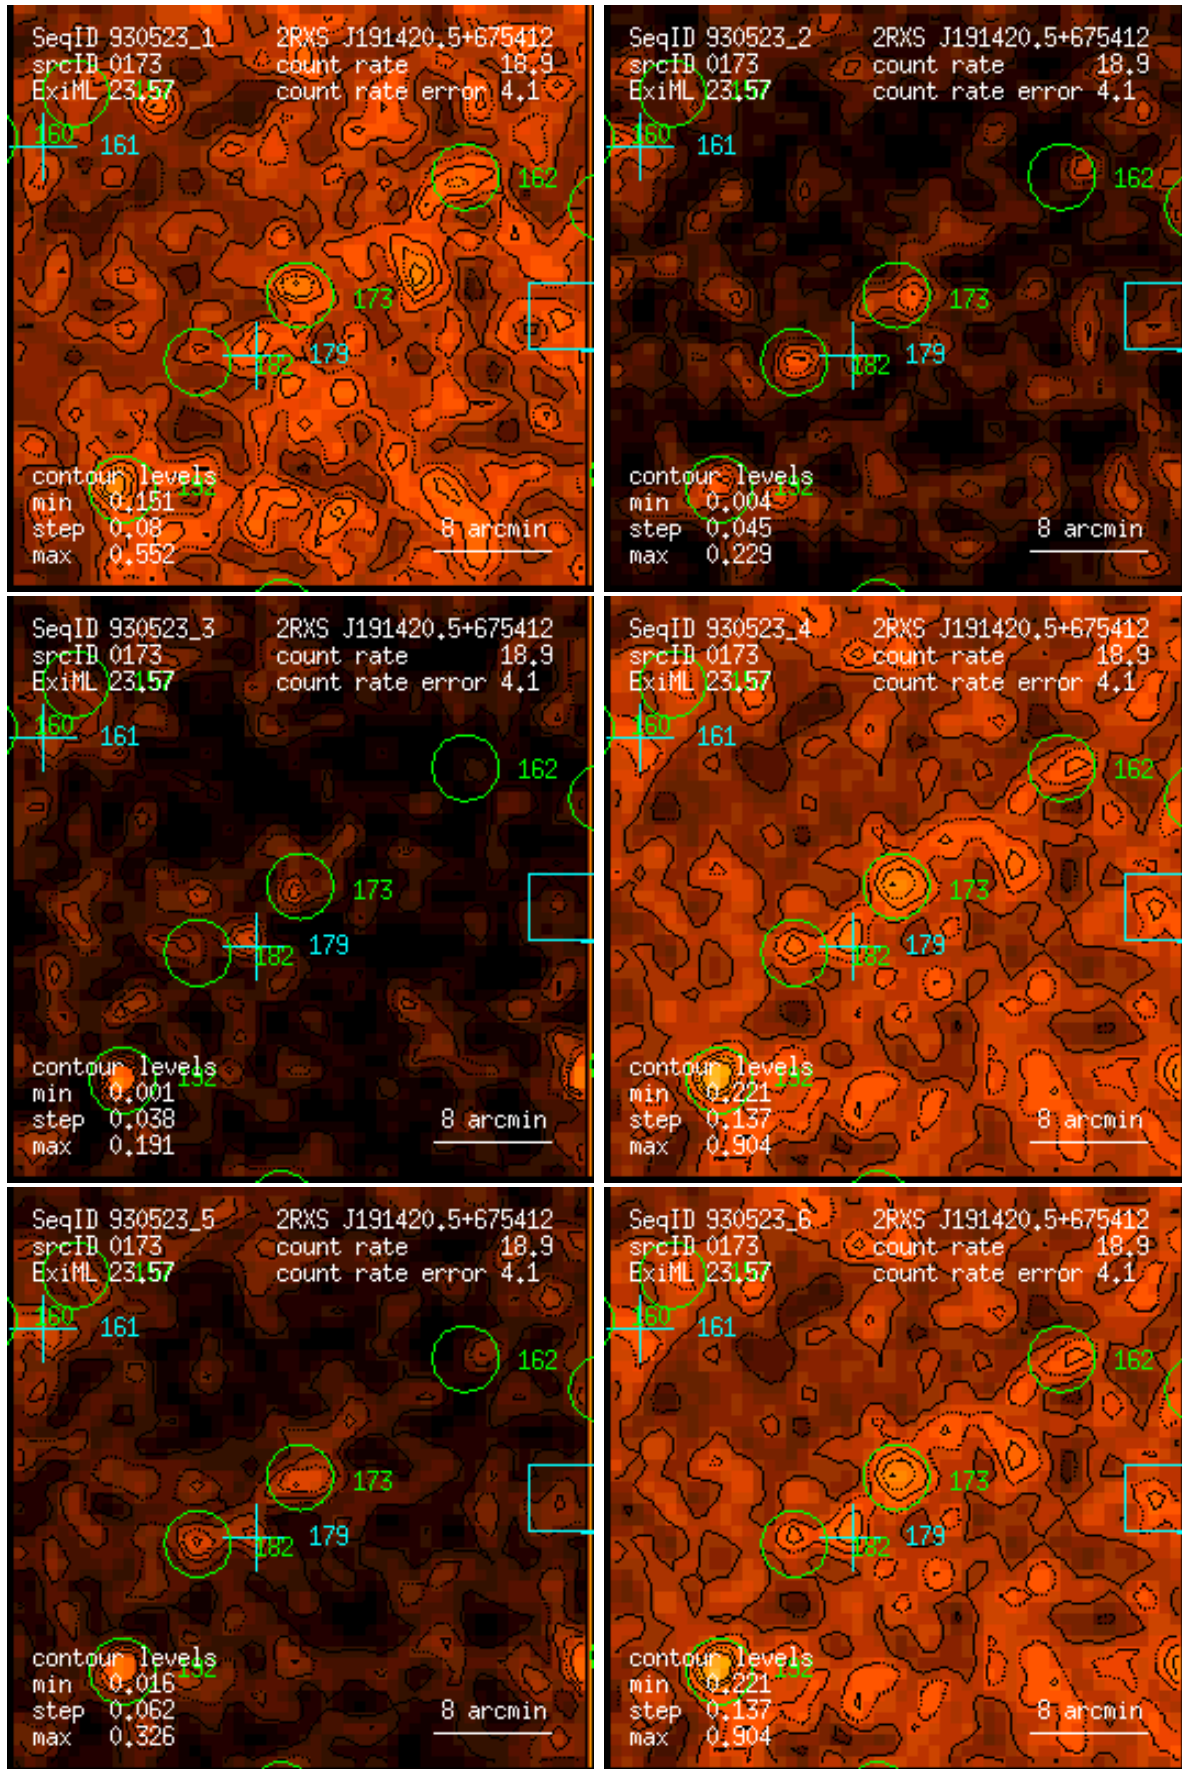 SeqID 930523_1 2RXS J191420.5+675412
srcID 0173 count rate 18.9
ExiML 23.57 count rate error 4.1
160 161
162
173
182 179
contour levels
192
min 0.151
step 0.08 8 arcmin
max 0.552
SeqID 930523_2 2RXS J191420.5+675412
srcID 0173 count rate 18.9
ExiML 23.57 count rate error 4.1
160 161
162
173
182 179
contour levels
192
min 0.004
step 0.045 8 arcmin
max 0.229
SeqID 930523_3 2RXS J191420.5+675412
srcID 0173 count rate 18.9
ExiML 23.57 count rate error 4.1
160 161
162
173
182 179
contour levels
192
min 0.001
step 0.038 8 arcmin
max 0.191
SeqID 930523_4 2RXS J191420.5+675412
srcID 0173 count rate 18.9
ExiML 23.57 count rate error 4.1
160 161
162
173
182 179
contour levels
192
min 0.221
step 0.137 8 arcmin
max 0.904
SeqID 930523_5 2RXS J191420.5+675412
srcID 0173 count rate 18.9
ExiML 23.57 count rate error 4.1
160 161
162
173
182 179
contour levels
192
min 0.016
step 0.062 8 arcmin
max 0.326
SeqID 930523_6 2RXS J191420.5+675412
srcID 0173 count rate 18.9
ExiML 23.57 count rate error 4.1
160 161
162
173
182 179
contour levels
192
min 0.221
step 0.137 8 arcmin
max 0.904